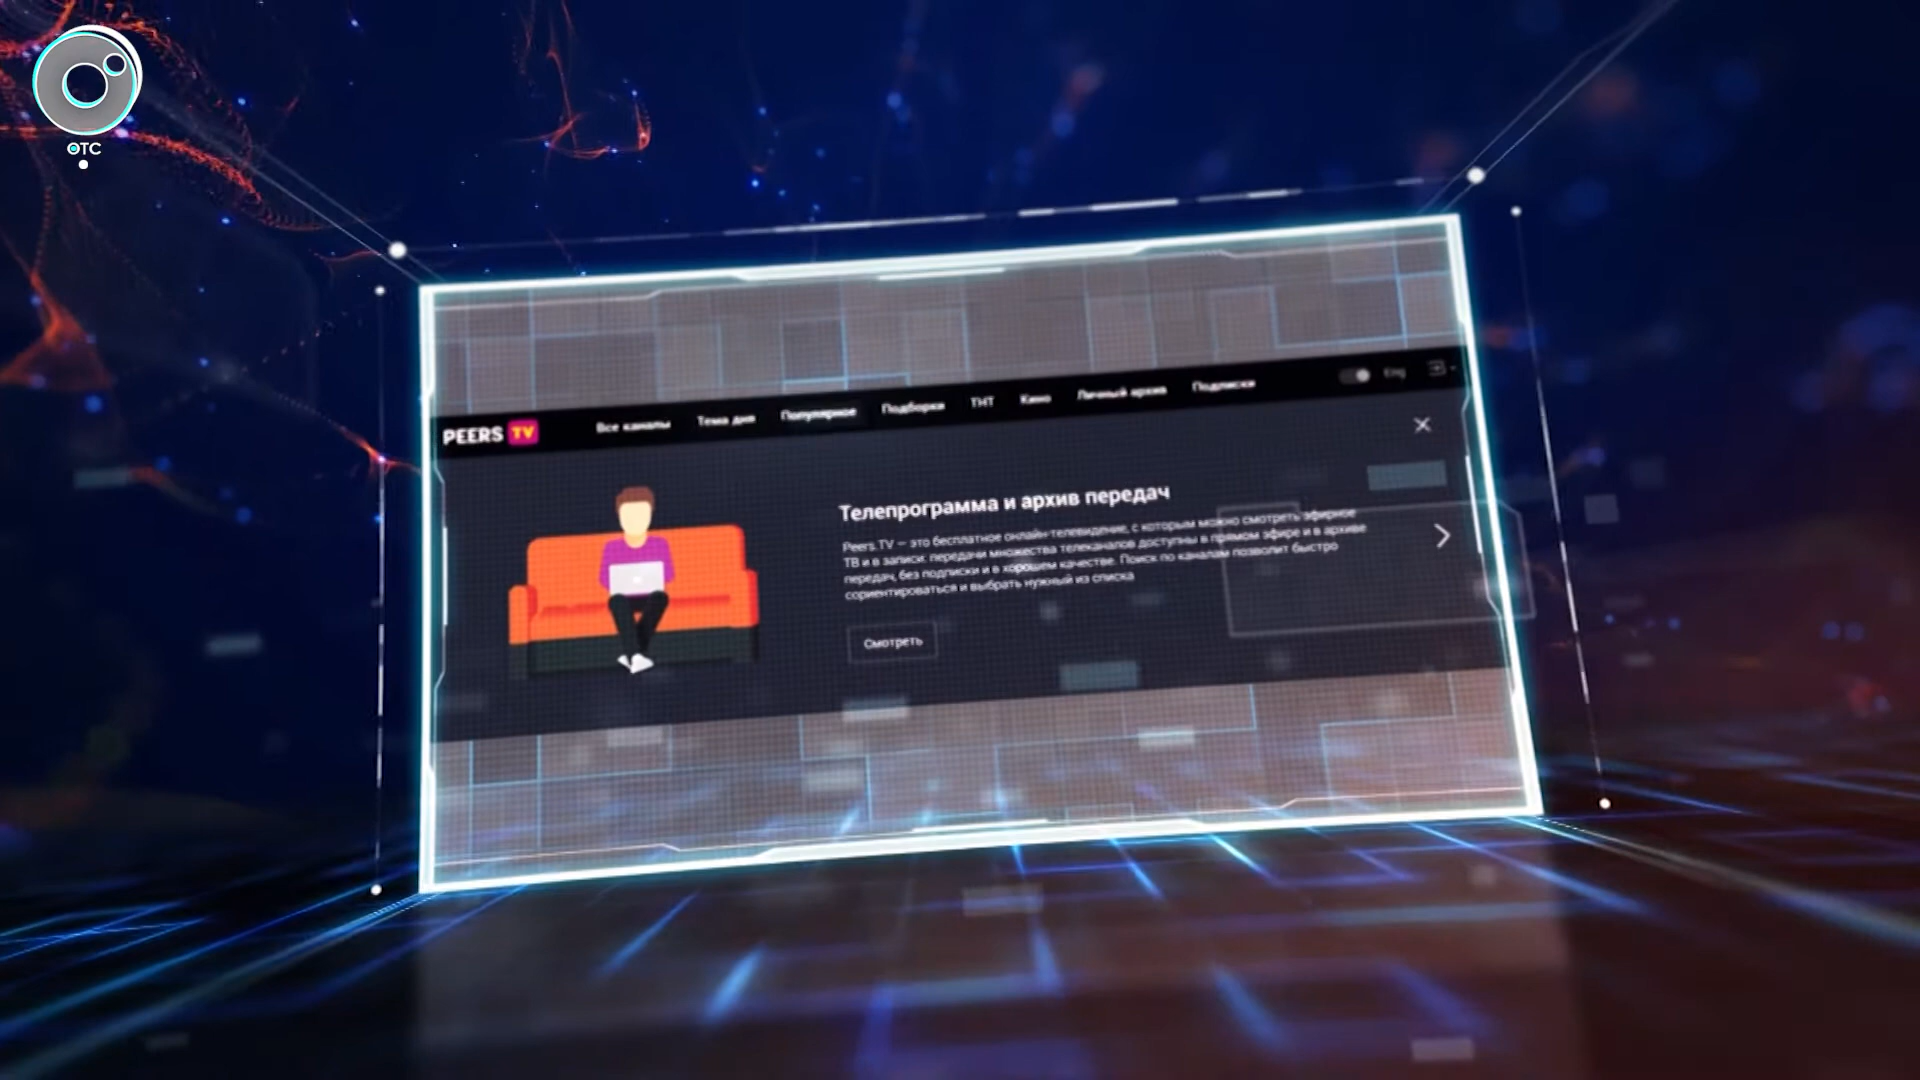 ОТС
PEERS TV
Все каналы Тема дня Популярное Подборки ТНТ Кино Личный архив Подписки Eng
Телепрограмма и архив передач
Peers.TV — это бесплатное онлайн-телевидение, с которым можно смотреть эфирное
ТВ и в записи: передачи множества телеканалов доступны в прямом эфире и в архиве
передач, без подписки и в хорошем качестве. Поиск по каналам позволит быстро
сориентироваться и выбрать нужный из списка
Смотреть